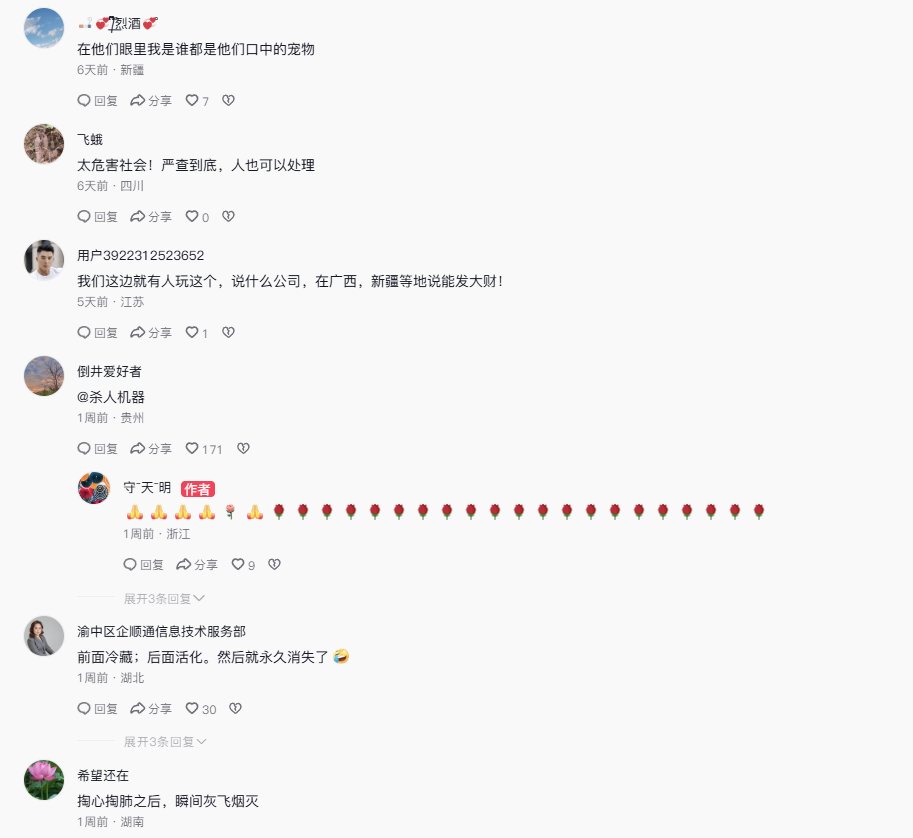 🚬💞烈酒💞
在他们眼里我是谁都是他们口中的宠物
6天前 · 新疆
回复 分享 7
飞蛾
太危害社会！严查到底，人也可以处理
6天前 · 四川
回复 分享 0
用户3922312523652
我们这边就有人玩这个，说什么公司，在广西，新疆等地说能发大财！
5天前 · 江苏
回复 分享 1
倒井爱好者
@杀人机器
1周前 · 贵州
回复 分享 171
守ˉ天ˉ明 作者
🙏🙏🙏🙏🌹🙏🌹🌹🌹🌹🌹🌹🌹🌹🌹🌹🌹🌹🌹🌹🌹🌹🌹🌹🌹🌹🌹
1周前 · 浙江
回复 分享 9
展开3条回复
渝中区企顺通信息技术服务部
前面冷藏；后面活化。然后就永久消失了🤣
1周前 · 湖北
回复 分享 30
展开3条回复
希望还在
掏心掏肺之后，瞬间灰飞烟灭
1周前 · 湖南